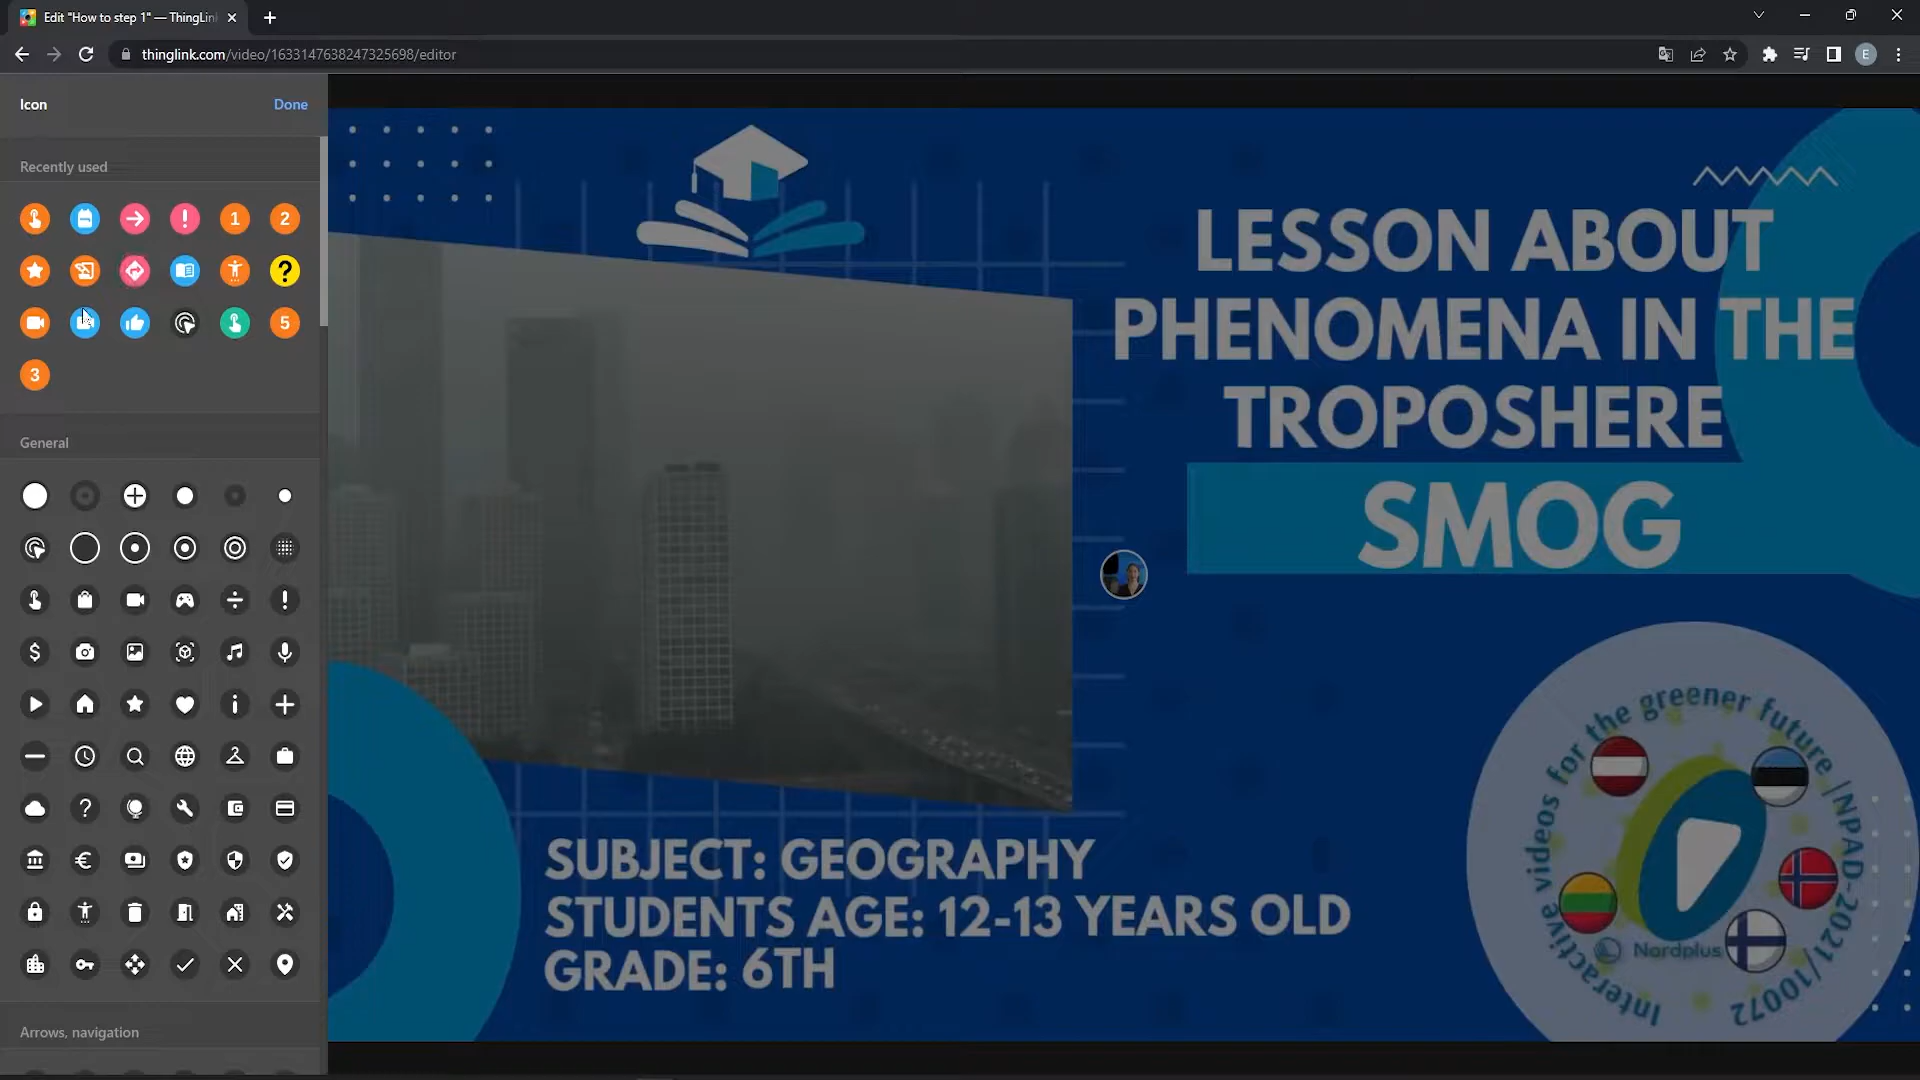 Edit "How to step 1" — ThingLin
thinglink.com/video/1633147638247325698/editor
E
Icon
Done
Recently used
! 1 2
?
5
3
General
!
$
i
?
€
Arrows, navigation
LESSON ABOUT
PHENOMENA IN THE
TROPOSHERE
SMOG
SUBJECT: GEOGRAPHY
STUDENTS AGE: 12-13 YEARS OLD
GRADE: 6TH
Interactive videos for the greener future | NPAD-2021/10072
Nordplus